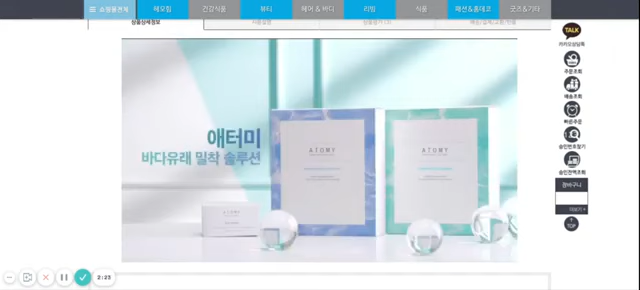 쇼핑몰전체
헤모힘
건강식품
뷰티
헤어 & 바디
리빙
식품
패션&홈데코
굿즈&기타
상품상세정보
애터미
바다유래 밀착 솔루션
ATOMY
ATOMY
TALK
카카오상담톡
주문조회
배송조회
빠른주문
승인번호찾기
승인잔액조회
장바구니
더보기 +
TOP
2:23